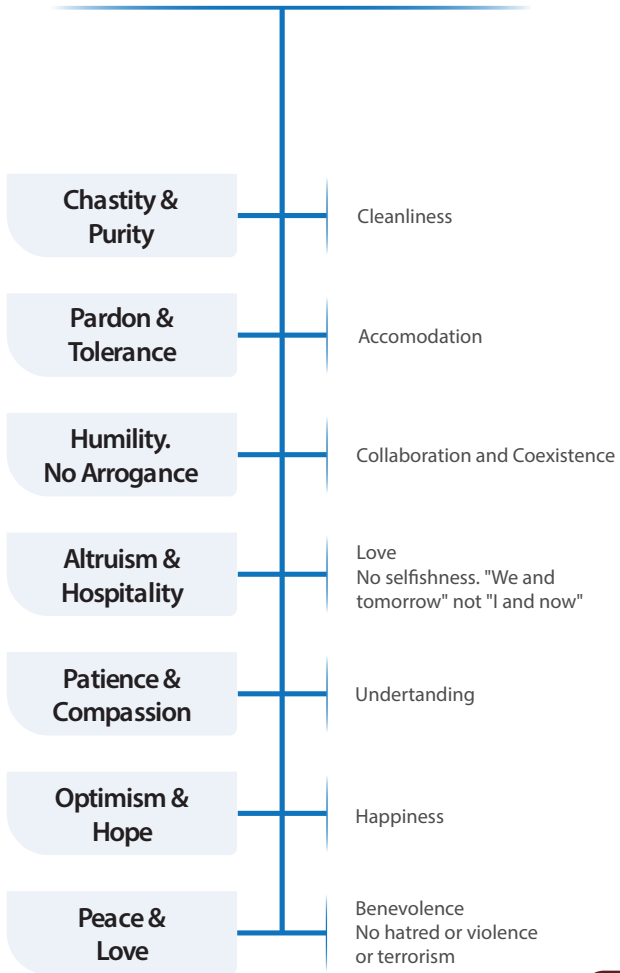 Chastity &
Purity
Cleanliness
Pardon &
Tolerance
Accomodation
Humility.
No Arrogance
Collaboration and Coexistence
Altruism &
Hospitality
Love
No selfishness. "We and
tomorrow" not "I and now"
Patience &
Compassion
Undertanding
Optimism &
Hope
Happiness
Peace &
Love
Benevolence
No hatred or violence
or terrorism